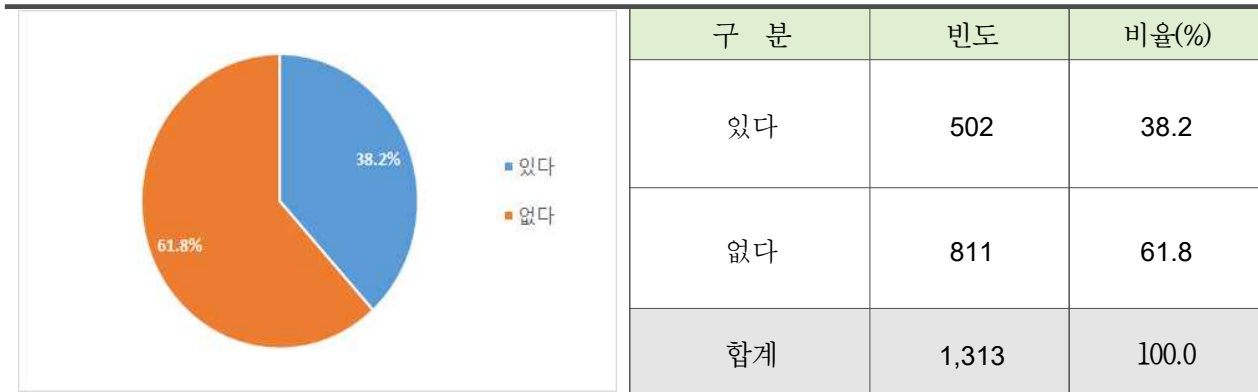 38.2%
61.8%
있다
없다
구 분 빈도 비율(%)
있다 502 38.2
없다 811 61.8
합계 1,313 100.0